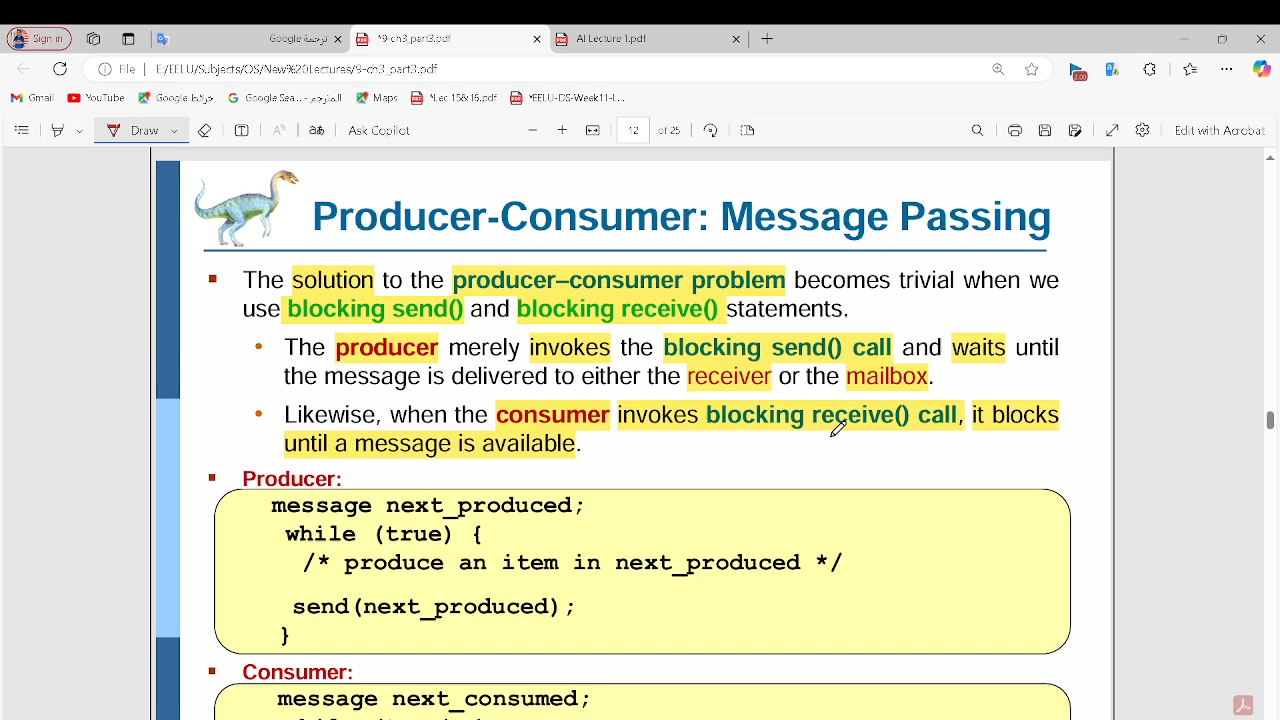 Sign in
ترجمة Google
*9-ch3_part3.pdf
AI Lecture 1.pdf
File
E:/EELU/Subjects/OS/New%20Lectures/9-ch3_part3.pdf
2.00
Gmail
YouTube
خرائط Google
Google Sea... - المترجم
Maps
*Lec 15&16.pdf
*EELU-DS-Week11-L...
Draw
Ask Copilot
12
of 25
Edit with Acrobat
Producer-Consumer: Message Passing
The solution to the producer–consumer problem becomes trivial when we
use blocking send() and blocking receive() statements.
The producer merely invokes the blocking send() call and waits until
the message is delivered to either the receiver or the mailbox.
Likewise, when the consumer invokes blocking receive() call, it blocks
until a message is available.
Producer:
message next_produced;
while (true) {
/* produce an item in next_produced */
send(next_produced);
}
Consumer:
message next_consumed;